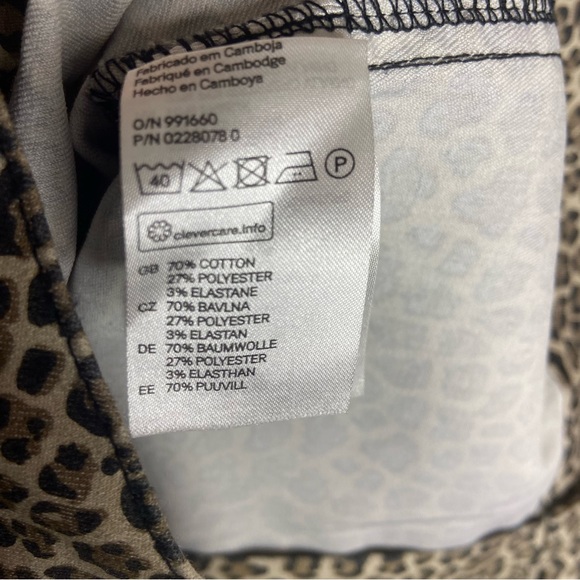 Fabricado em Camboja
Fabriqué en Cambodge
Hecho en Camboya
O/N 991660
P/N 0228078 0
40 P
clevercare.info
GB 70% COTTON
27% POLYESTER
3% ELASTANE
CZ 70% BAVLNA
27% POLYESTER
3% ELASTAN
DE 70% BAUMWOLLE
27% POLYESTER
3% ELASTHAN
EE 70% PUUVILL